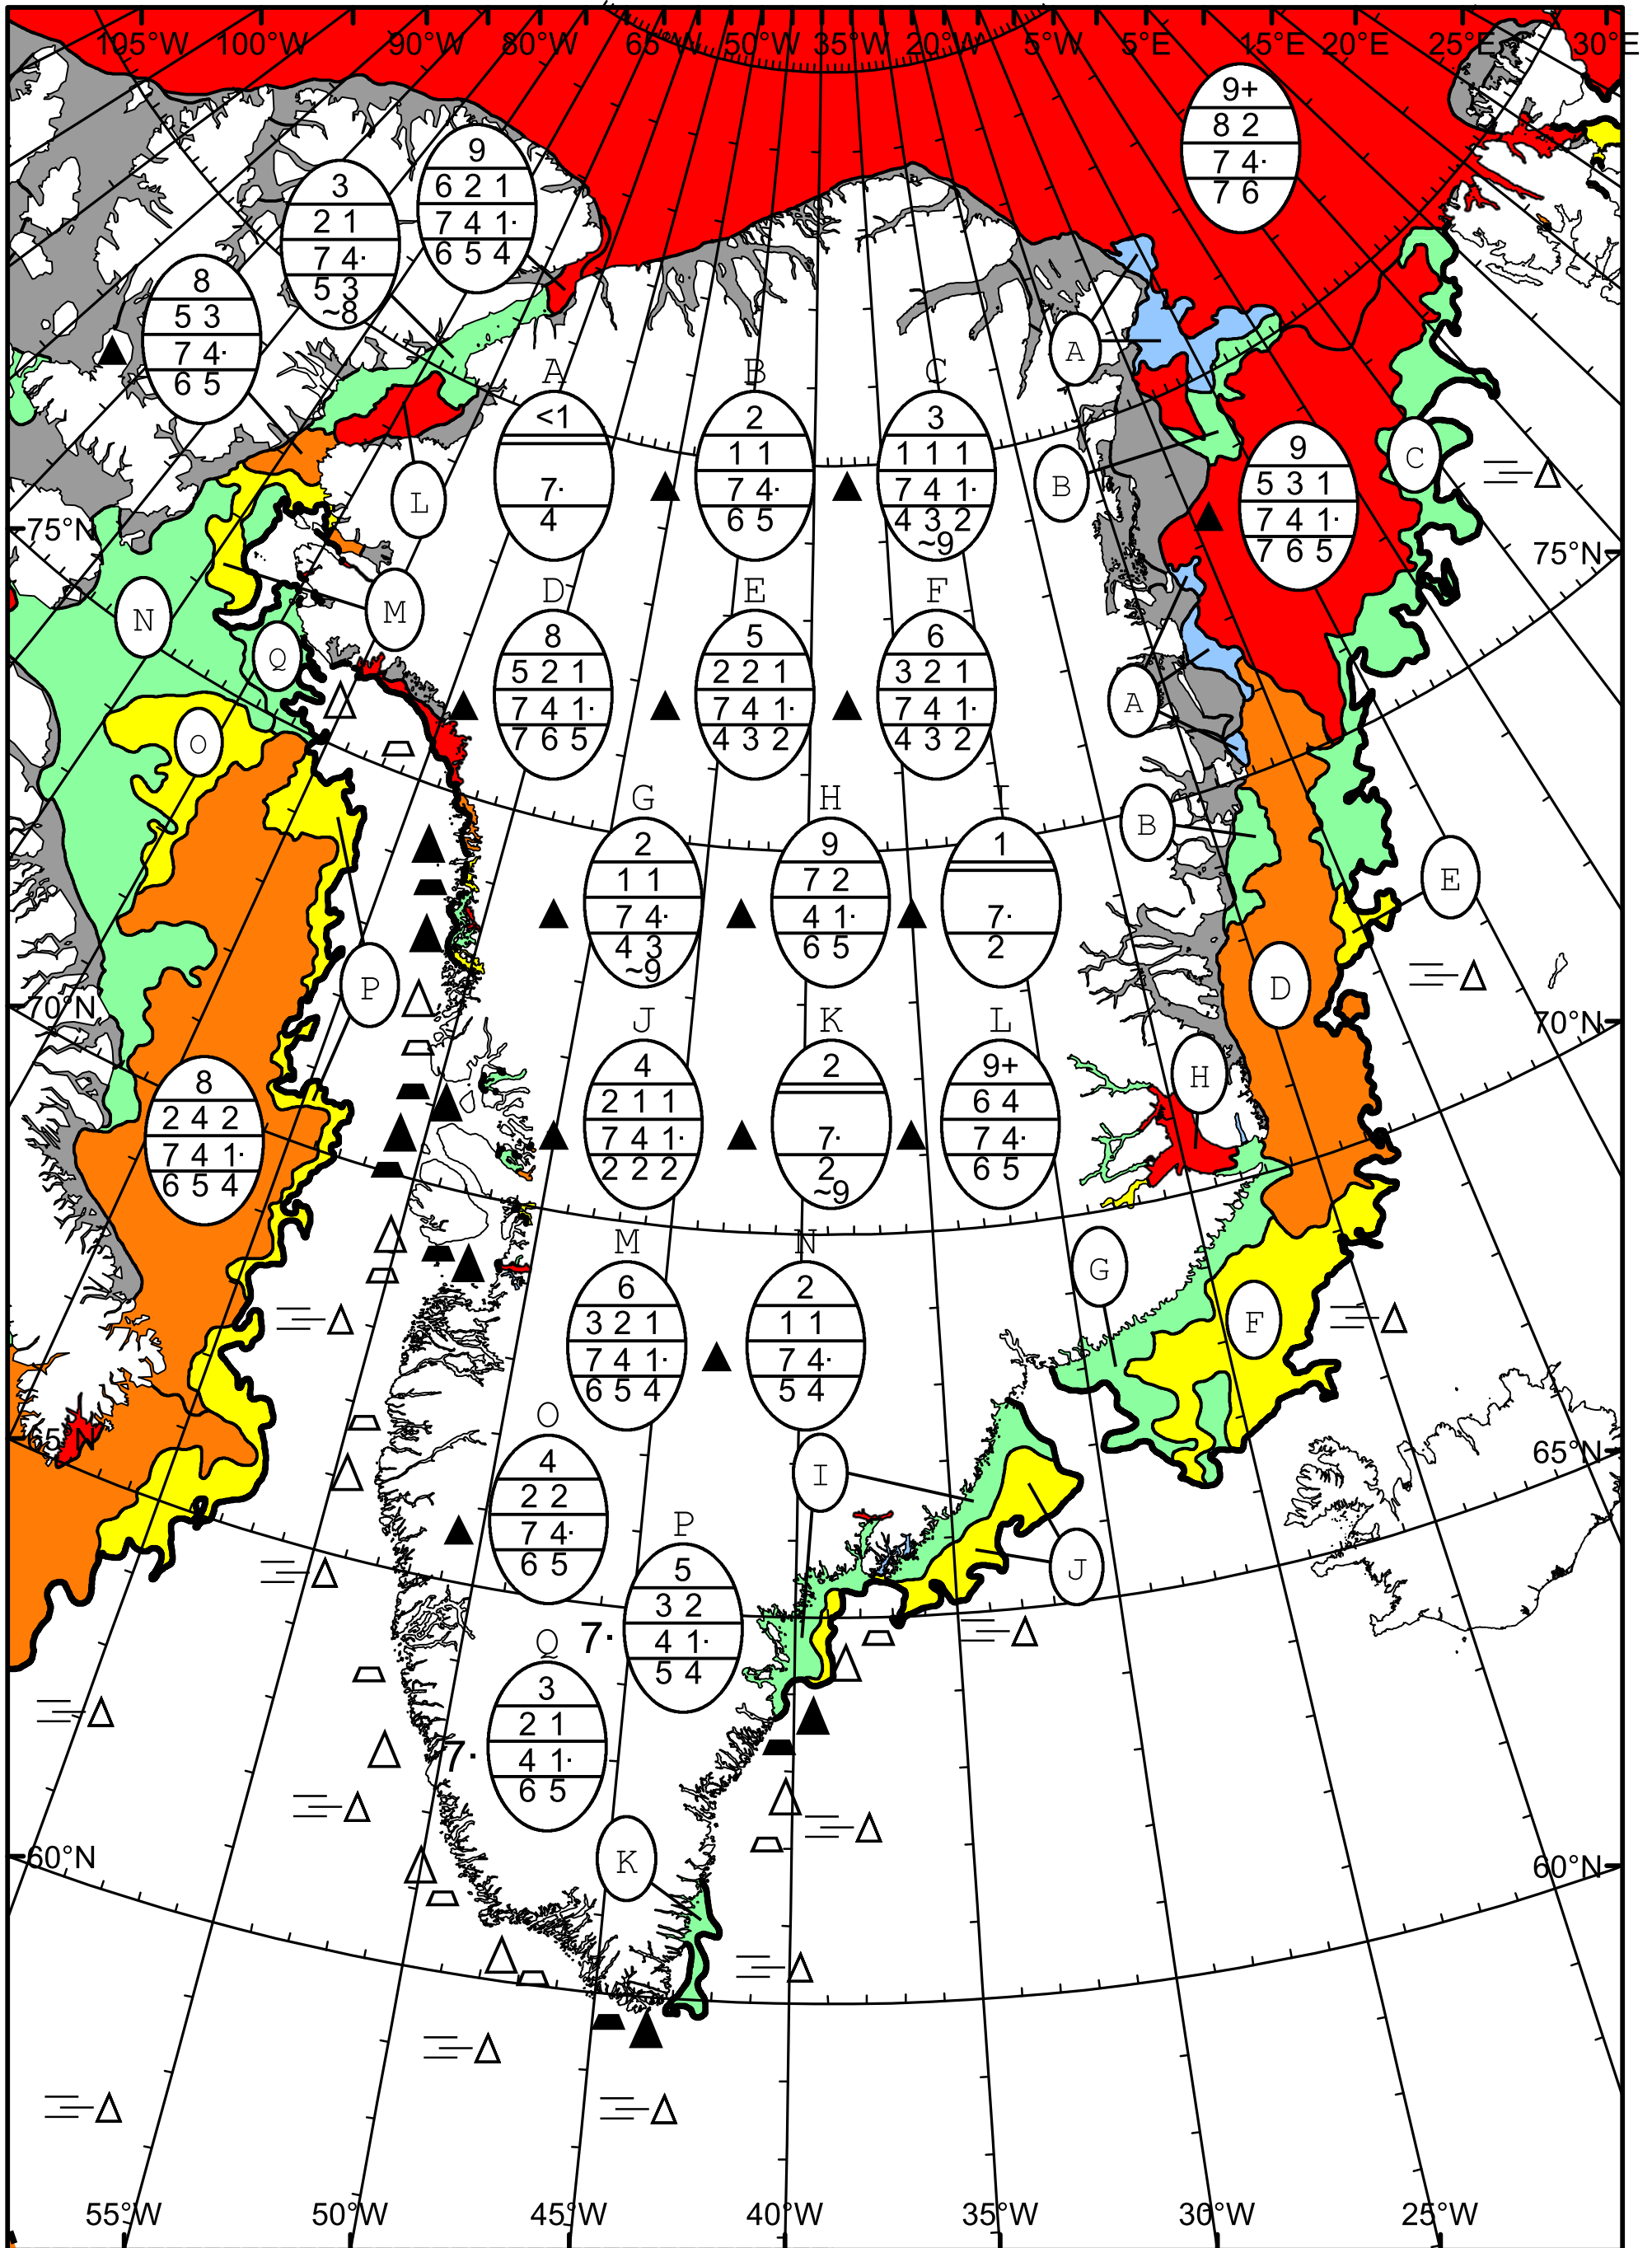 105°W 100°W 90°W 80°W 65°W 50°W 35°W 20°W 5°W 5°E 15°E 20°E 25°E 30°E
9+
8 2
7 4·
7 6
9
6 2 1
7 4 1·
6 5 4
3
2 1
7 4·
5 3
~8
8
5 3
7 4·
6 5
A
B
L
M
N
Q
O
P
C
9
5 3 1
7 4 1·
7 6 5
75°N
75°N
A
<1
7·
4
B
2
1 1
7 4·
6 5
C
3
1 1 1
7 4 1·
4 3 2
~9
D
8
5 2 1
7 4 1·
7 6 5
E
5
2 2 1
7 4 1·
4 3 2
F
6
3 2 1
7 4 1·
4 3 2
A
B
E
D
H
G
2
1 1
7 4·
4 3
~9
H
9
7 2
4 1·
6 5
I
1
7·
2
70°N
70°N
8
2 4 2
7 4 1·
6 5 4
J
4
2 1 1
7 4 1·
2 2 2
K
2
7·
2
~9
L
9+
6 4
7 4·
6 5
G
F
M
6
3 2 1
7 4 1·
6 5 4
N
2
1 1
7 4·
5 4
65
65°N
O
4
2 2
7 4·
6 5
I
J
P
5
3 2
7· 4 1·
5 4
Q
3
2 1
7· 4 1·
6 5
K
60°N
60°N
55°W 50°W 45°W 40°W 35°W 30°W 25°W